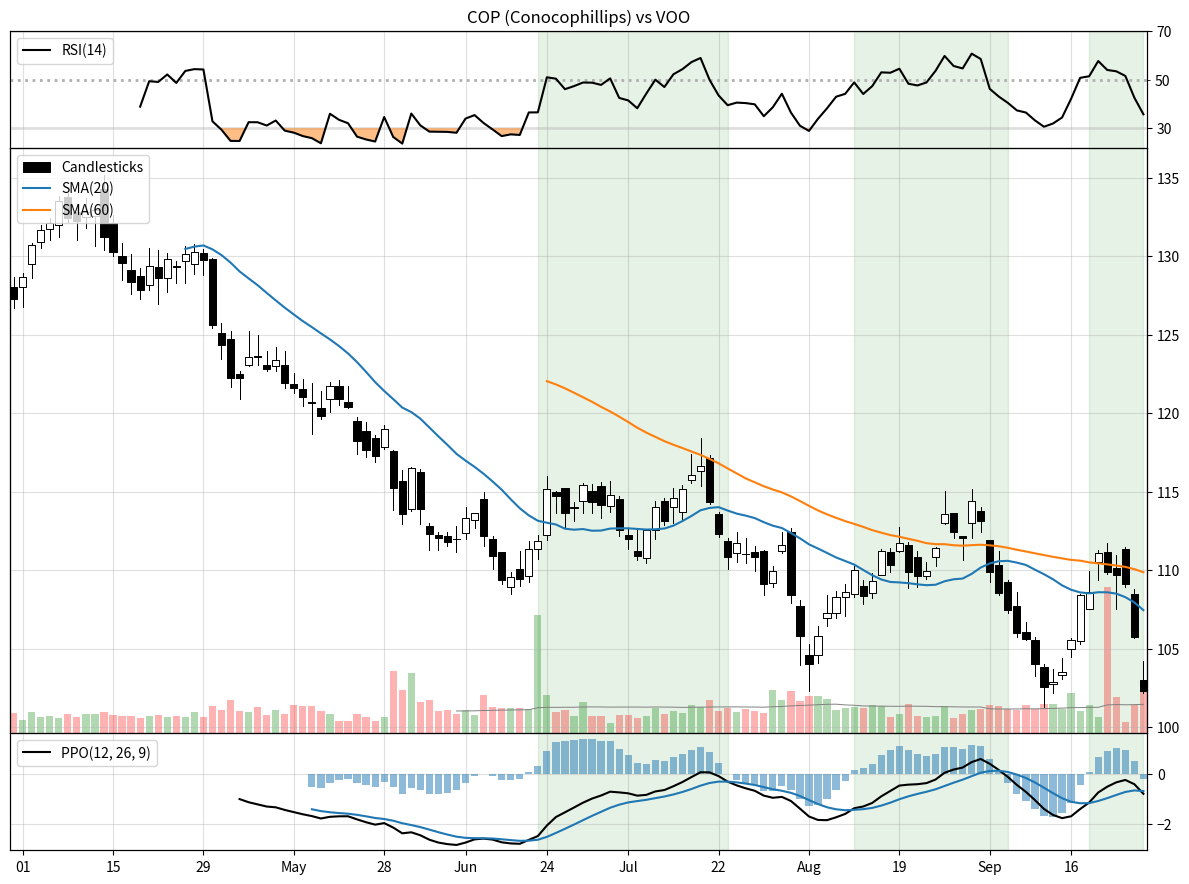 COP (Conocophillips) vs VOO
RSI(14)
70
50
30
Candlesticks
SMA(20)
SMA(60)
135
130
125
120
115
110
105
100
PPO(12, 26, 9)
0
−2
01 15 29 May 28 Jun 24 Jul 22 Aug 19 Sep 16